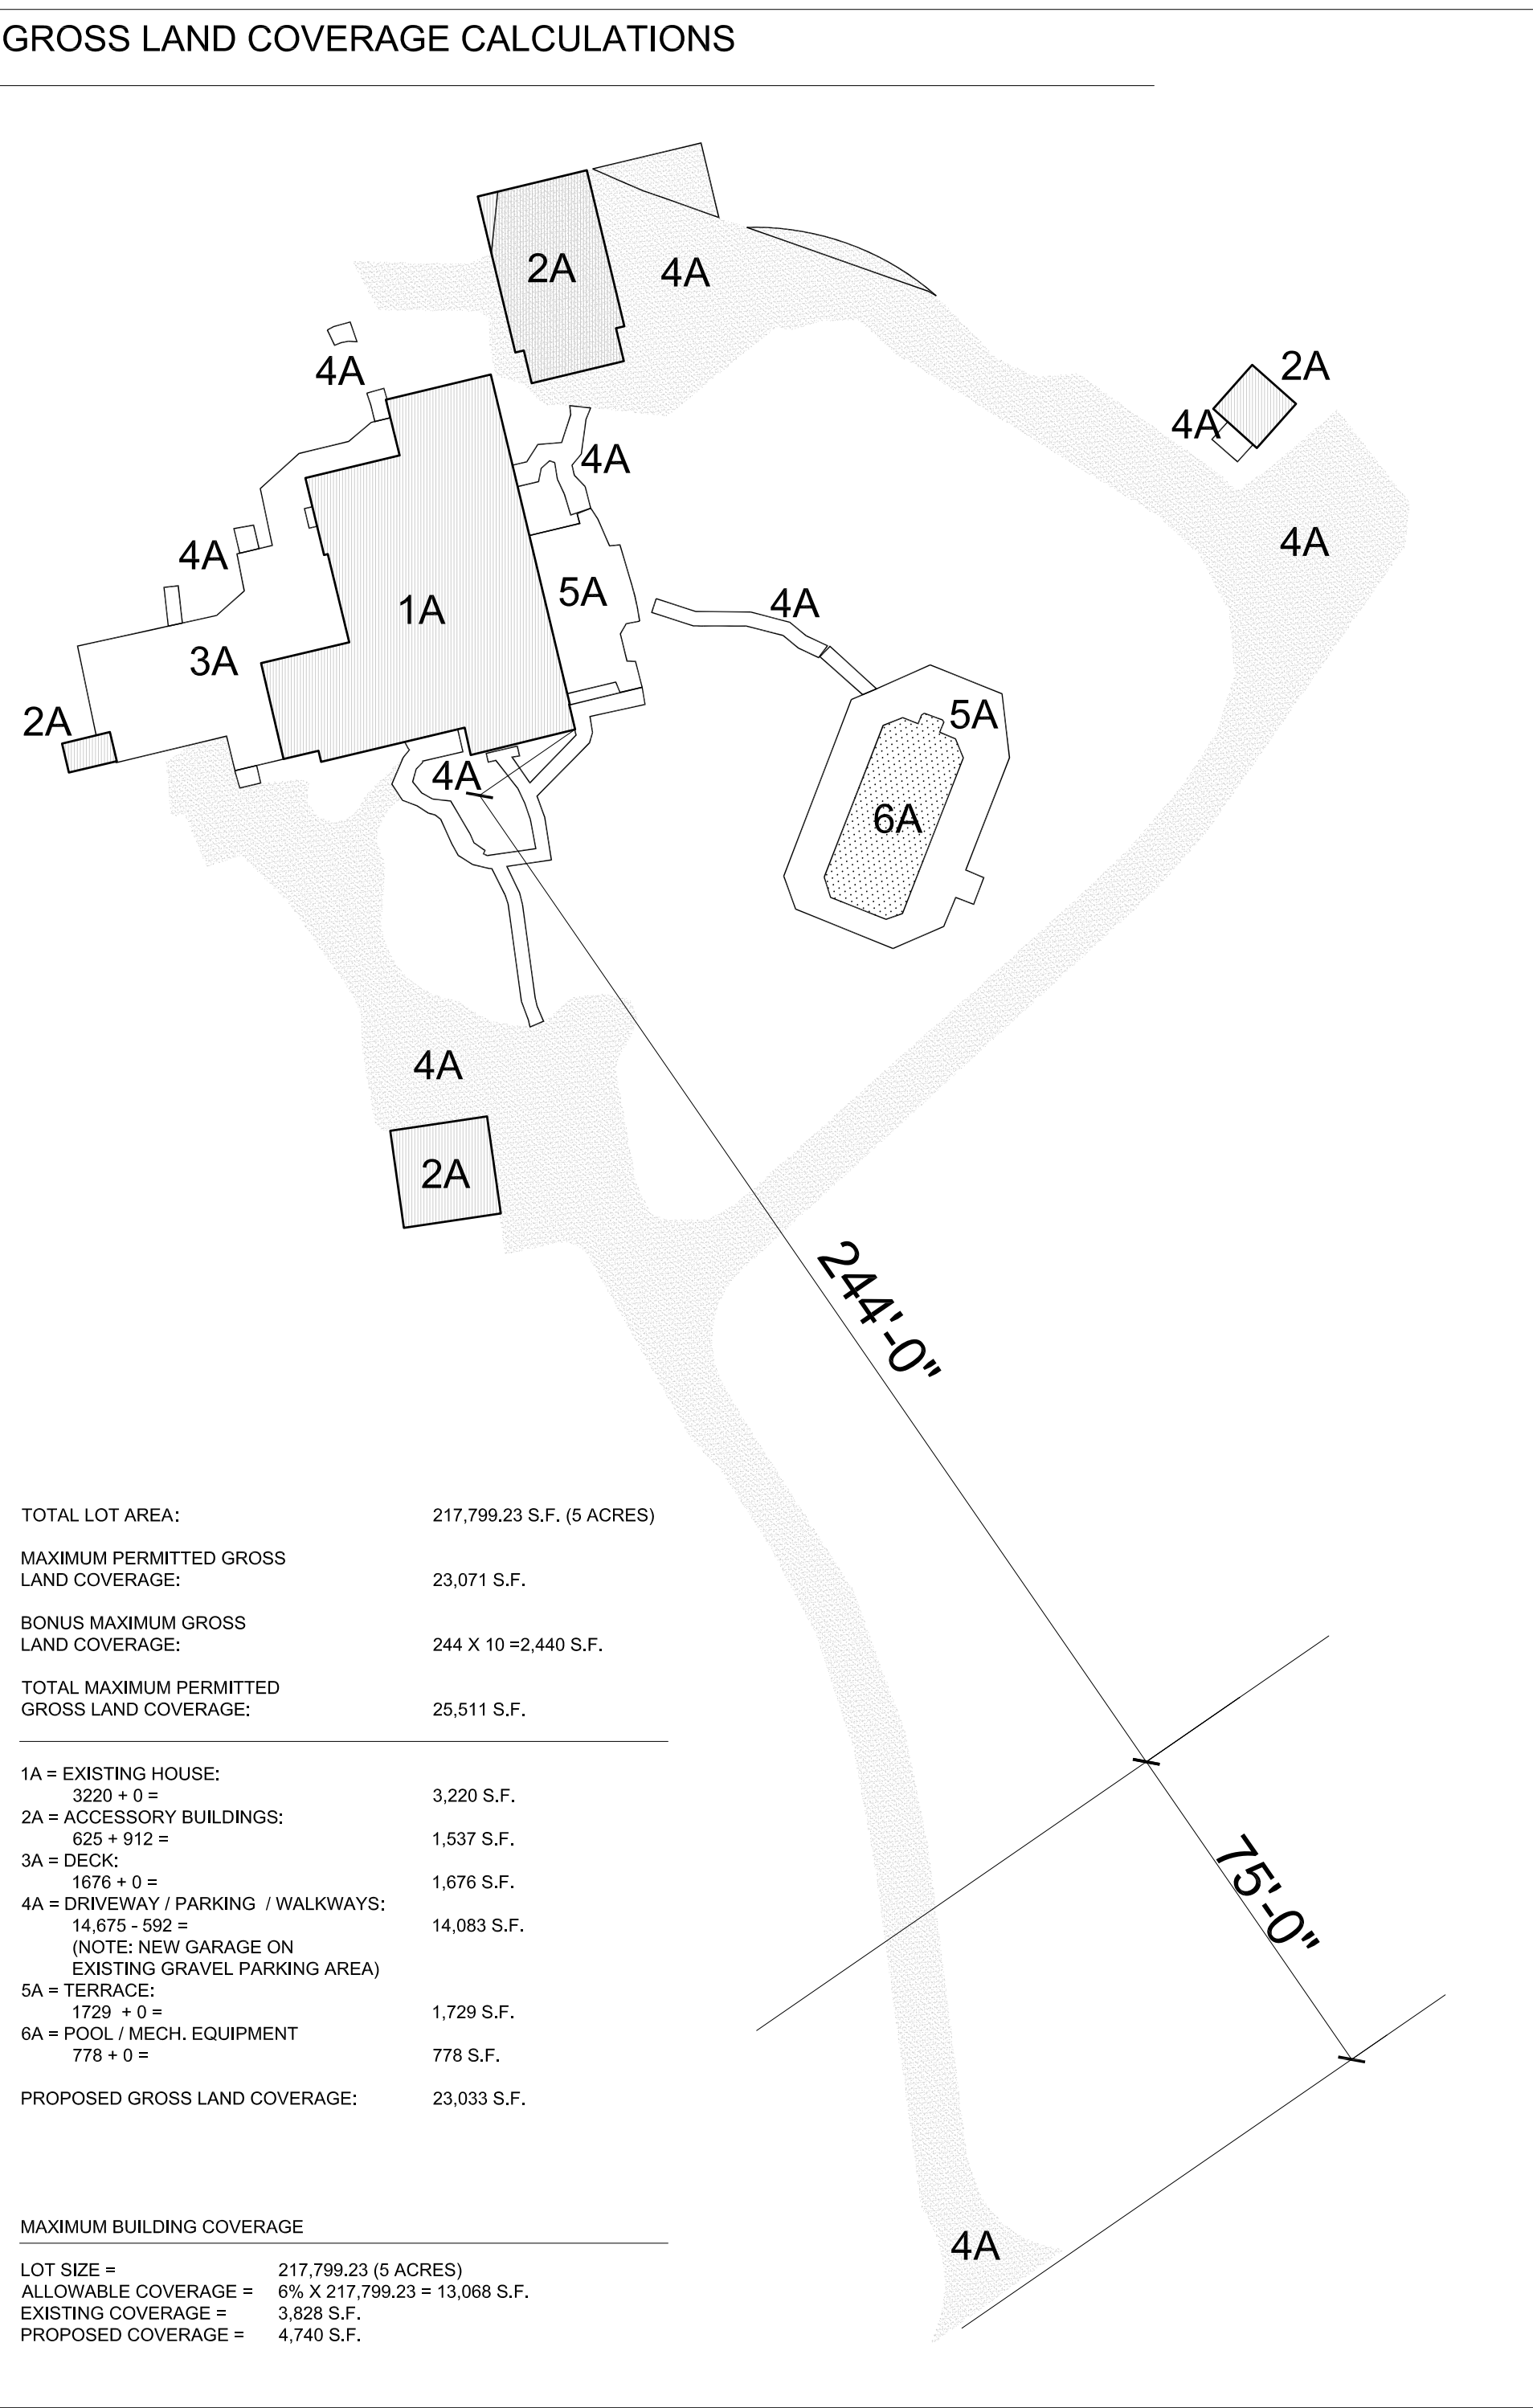 GROSS LAND COVERAGE CALCULATIONS
2A
4A
4A
2A
4A
4A
4A
4A
1A
5A
4A
3A
2A
5A
4A
6A
4A
2A
244'-0"
TOTAL LOT AREA: 217,799.23 S.F. (5 ACRES)
MAXIMUM PERMITTED GROSS
LAND COVERAGE: 23,071 S.F.
BONUS MAXIMUM GROSS
LAND COVERAGE: 244 X 10 =2,440 S.F.
TOTAL MAXIMUM PERMITTED
GROSS LAND COVERAGE: 25,511 S.F.
1A = EXISTING HOUSE:
3220 + 0 = 3,220 S.F.
2A = ACCESSORY BUILDINGS:
625 + 912 = 1,537 S.F.
3A = DECK:
1676 + 0 = 1,676 S.F.
4A = DRIVEWAY / PARKING / WALKWAYS:
14,675 - 592 = 14,083 S.F.
(NOTE: NEW GARAGE ON
EXISTING GRAVEL PARKING AREA)
5A = TERRACE:
1729 + 0 = 1,729 S.F.
6A = POOL / MECH. EQUIPMENT
778 + 0 = 778 S.F.
PROPOSED GROSS LAND COVERAGE: 23,033 S.F.
75'-0"
MAXIMUM BUILDING COVERAGE
LOT SIZE = 217,799.23 (5 ACRES)
ALLOWABLE COVERAGE = 6% X 217,799.23 = 13,068 S.F.
EXISTING COVERAGE = 3,828 S.F.
PROPOSED COVERAGE = 4,740 S.F.
4A